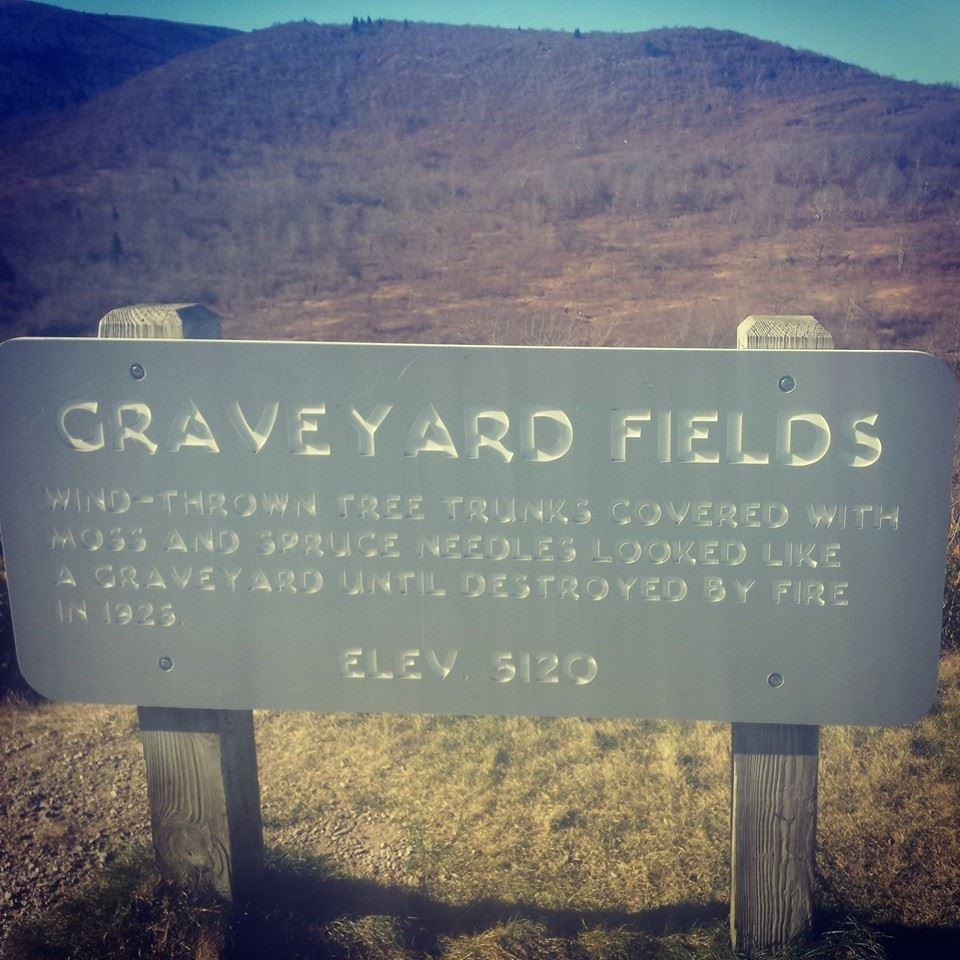 GRAVEYARD FIELDS
WIND-THROWN TREE TRUNKS COVERED WITH
MOSS AND SPRUCE NEEDLES LOOKED LIKE
A GRAVEYARD UNTIL DESTROYED BY FIRE
IN 1925.
ELEV. 5120